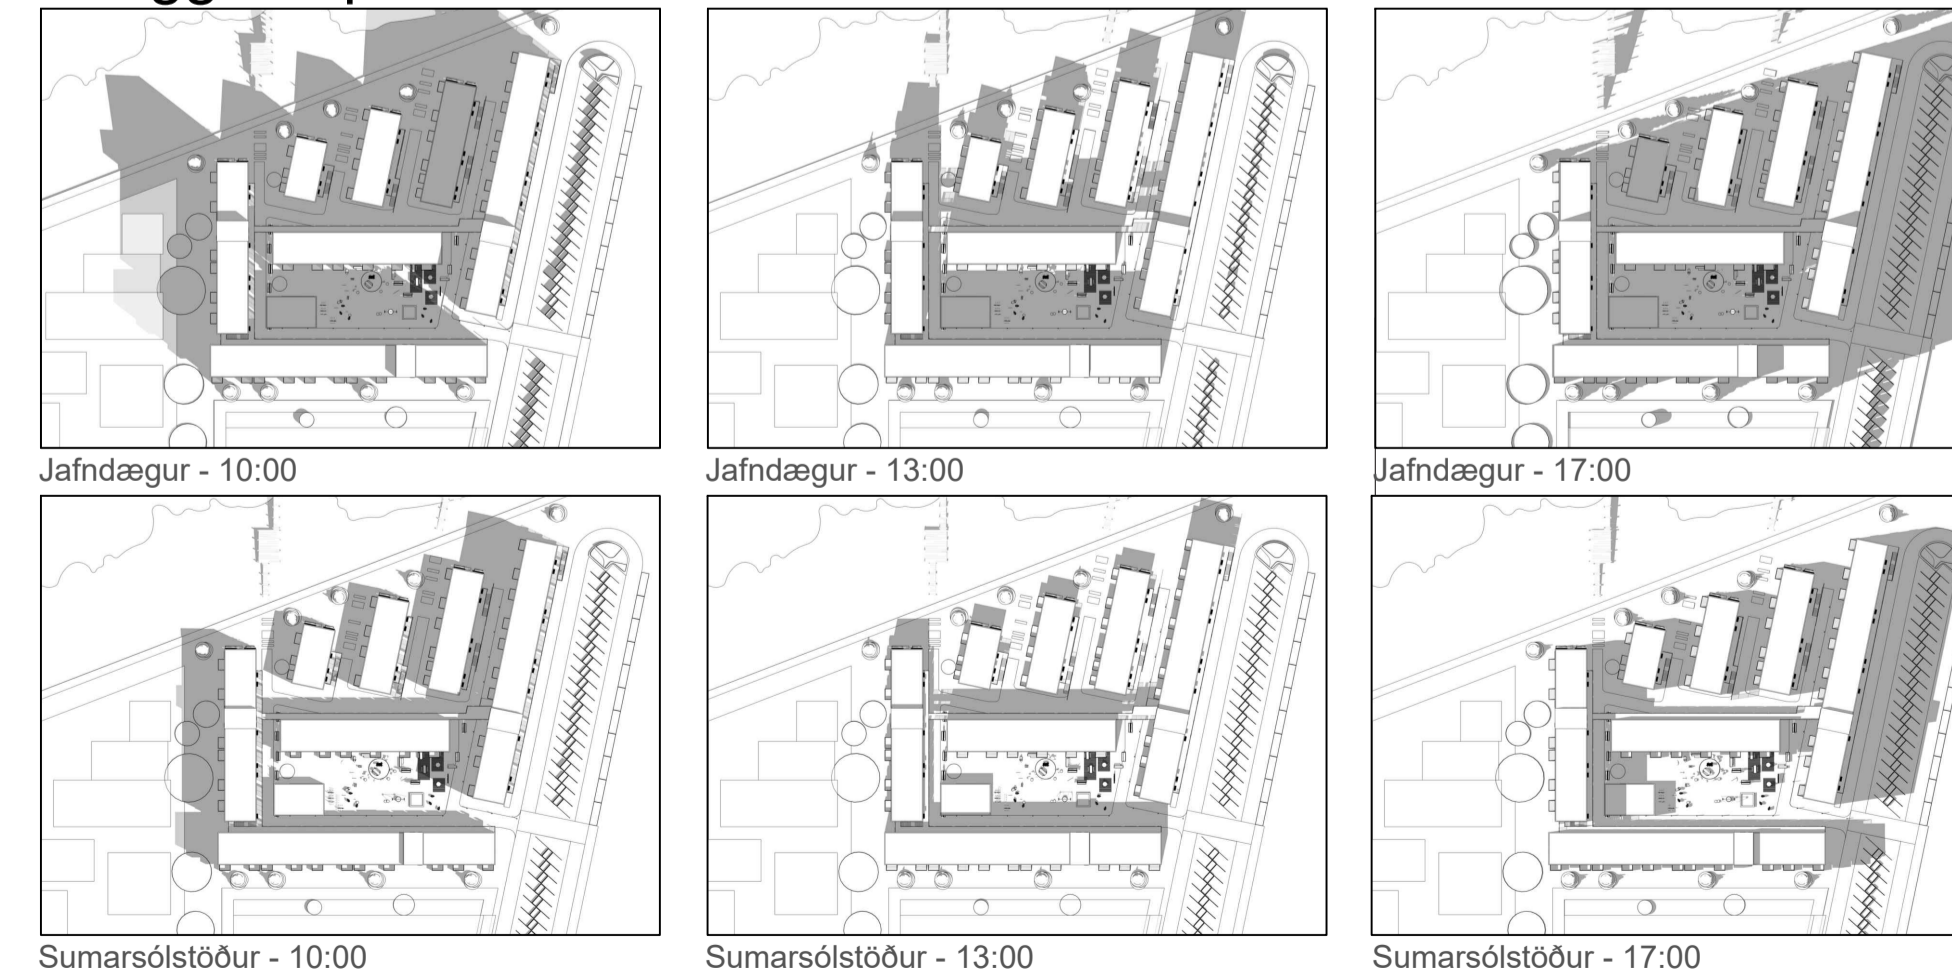 Jafndægur - 10:00
Jafndægur - 13:00
Jafndægur - 17:00
Sumarsólstöður - 10:00
Sumarsólstöður - 13:00
Sumarsólstöður - 17:00